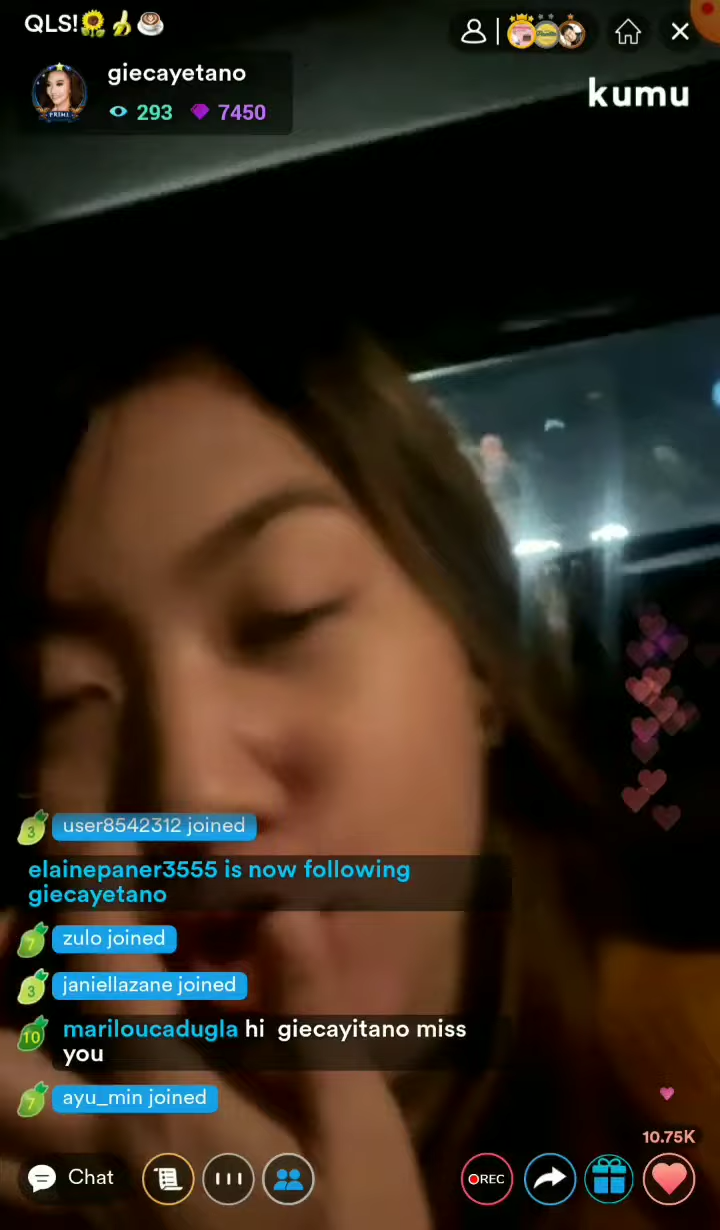 QLS!🌻🍌☕
giecayetano
293 7450
kumu
PRIME
3 user8542312 joined
elainepaner3555 is now following
giecayetano
7 zulo joined
3 janiellazane joined
10 mariloucadugla hi giecayitano miss
you
7 ayu_min joined
10.75K
Chat
REC